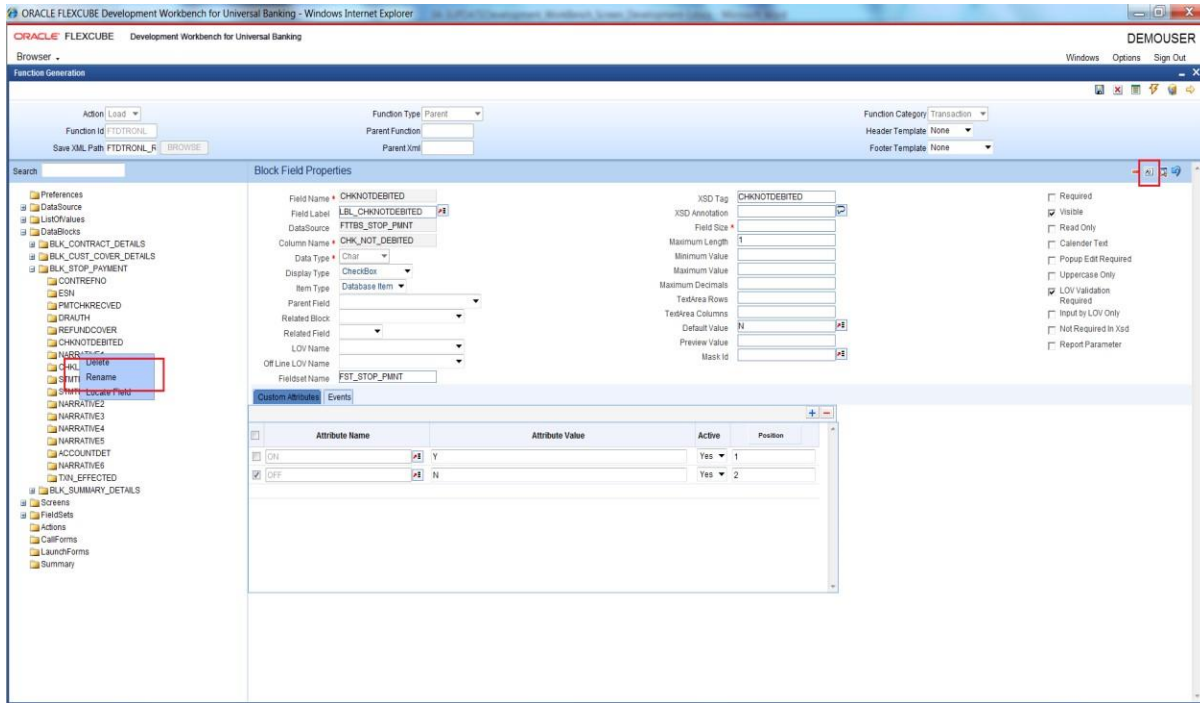 ORACLE FLEXCUBE Development Workbench for Universal Banking - Windows Internet Explorer
ORACLE FLEXCUBE Development Workbench for Universal Banking
DEMOUSER
Browser
Windows Options Sign Out
Function Generation
Action Load
Function Type Parent
Function Category Transaction
Function Id FTDTRONL
Parent Function
Header Template None
Save XML Path FTDTRONL_R BROWSE
Parent Xml
Footer Template None
Search
Block Field Properties
Preferences
DataSource
ListOfValues
DataBlocks
BLK_CONTRACT_DETAILS
BLK_CUST_COVER_DETAILS
BLK_STOP_PAYMENT
CONTREFNO
ESN
PMTCHKRECVED
DRAUTH
REFUNDCOVER
CHKNOTDEBITED
Delete
Rename
Locate Field
NARRATIVE2
NARRATIVE3
NARRATIVE4
NARRATIVE5
ACCOUNTDET
NARRATIVE6
TXN_EFFECTED
BLK_SUMMARY_DETAILS
Screens
FieldSets
Actions
CallForms
LaunchForms
Summary
Field Name * CHKNOTDEBITED
Field Label LBL_CHKNOTDEBITED
DataSource FTTBS_STOP_PMNT
Column Name * CHK_NOT_DEBITED
Data Type * Char
Display Type CheckBox
Item Type Database Item
Parent Field
Related Block
Related Field
LOV Name
Off Line LOV Name
Fieldset Name FST_STOP_PMNT
XSD Tag CHKNOTDEBITED
XSD Annotation
Field Size *
Maximum Length 1
Minimum Value
Maximum Value
Maximum Decimals
TextArea Rows
TextArea Columns
Default Value N
Preview Value
Mask Id
Required
Visible
Read Only
Calender Text
Popup Edit Required
Uppercase Only
LOV Validation
Required
Input by LOV Only
Not Required In Xsd
Report Parameter
Custom Attributes Events
Attribute Name Attribute Value Active Position
ON Y Yes 1
OFF N Yes 2